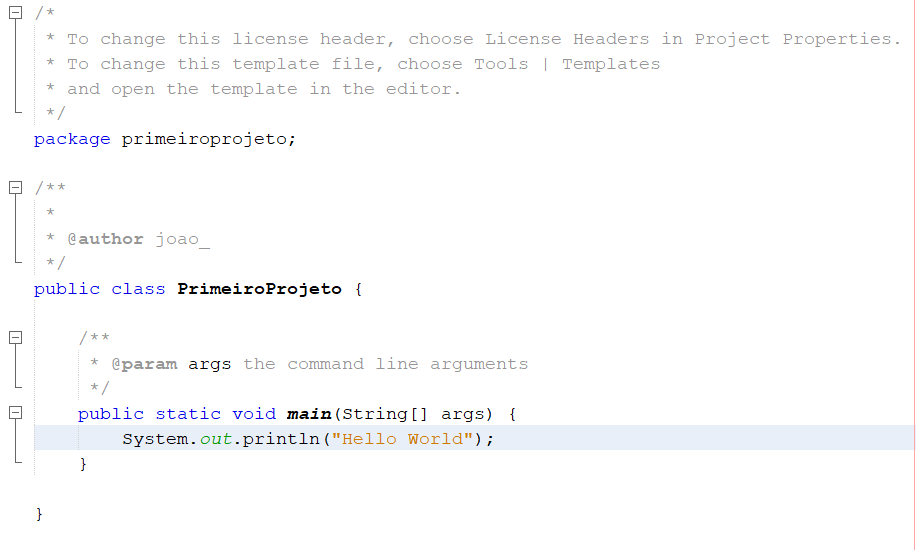 /*
 * To change this license header, choose License Headers in Project Properties.
 * To change this template file, choose Tools | Templates
 * and open the template in the editor.
 */
package primeiroprojeto;
/**
 *
 * @author joao_
 */
public class PrimeiroProjeto {
    /**
     * @param args the command line arguments
     */
    public static void main(String[] args) {
        System.out.println("Hello World");
    }
}